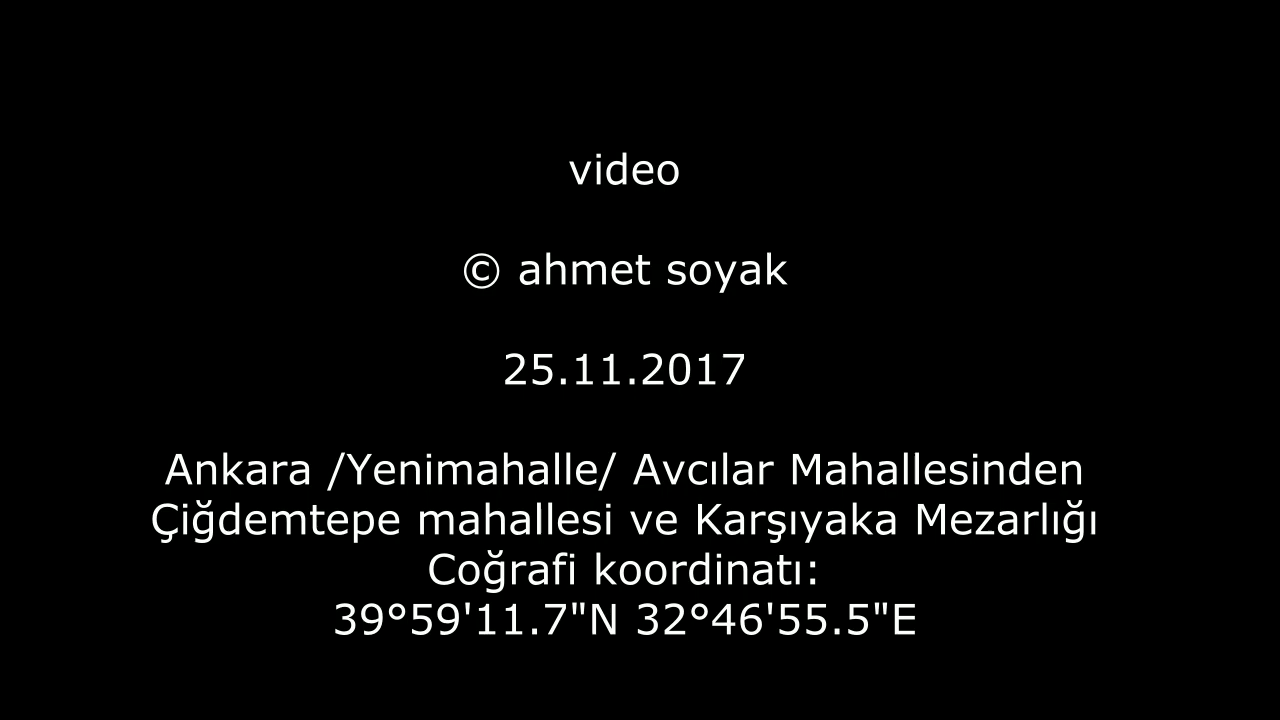 video
© ahmet soyak
25.11.2017
Ankara /Yenimahalle/ Avcılar Mahallesinden
Çiğdemtepe mahallesi ve Karşıyaka Mezarlığı
Coğrafi koordinatı:
39°59'11.7"N 32°46'55.5"E